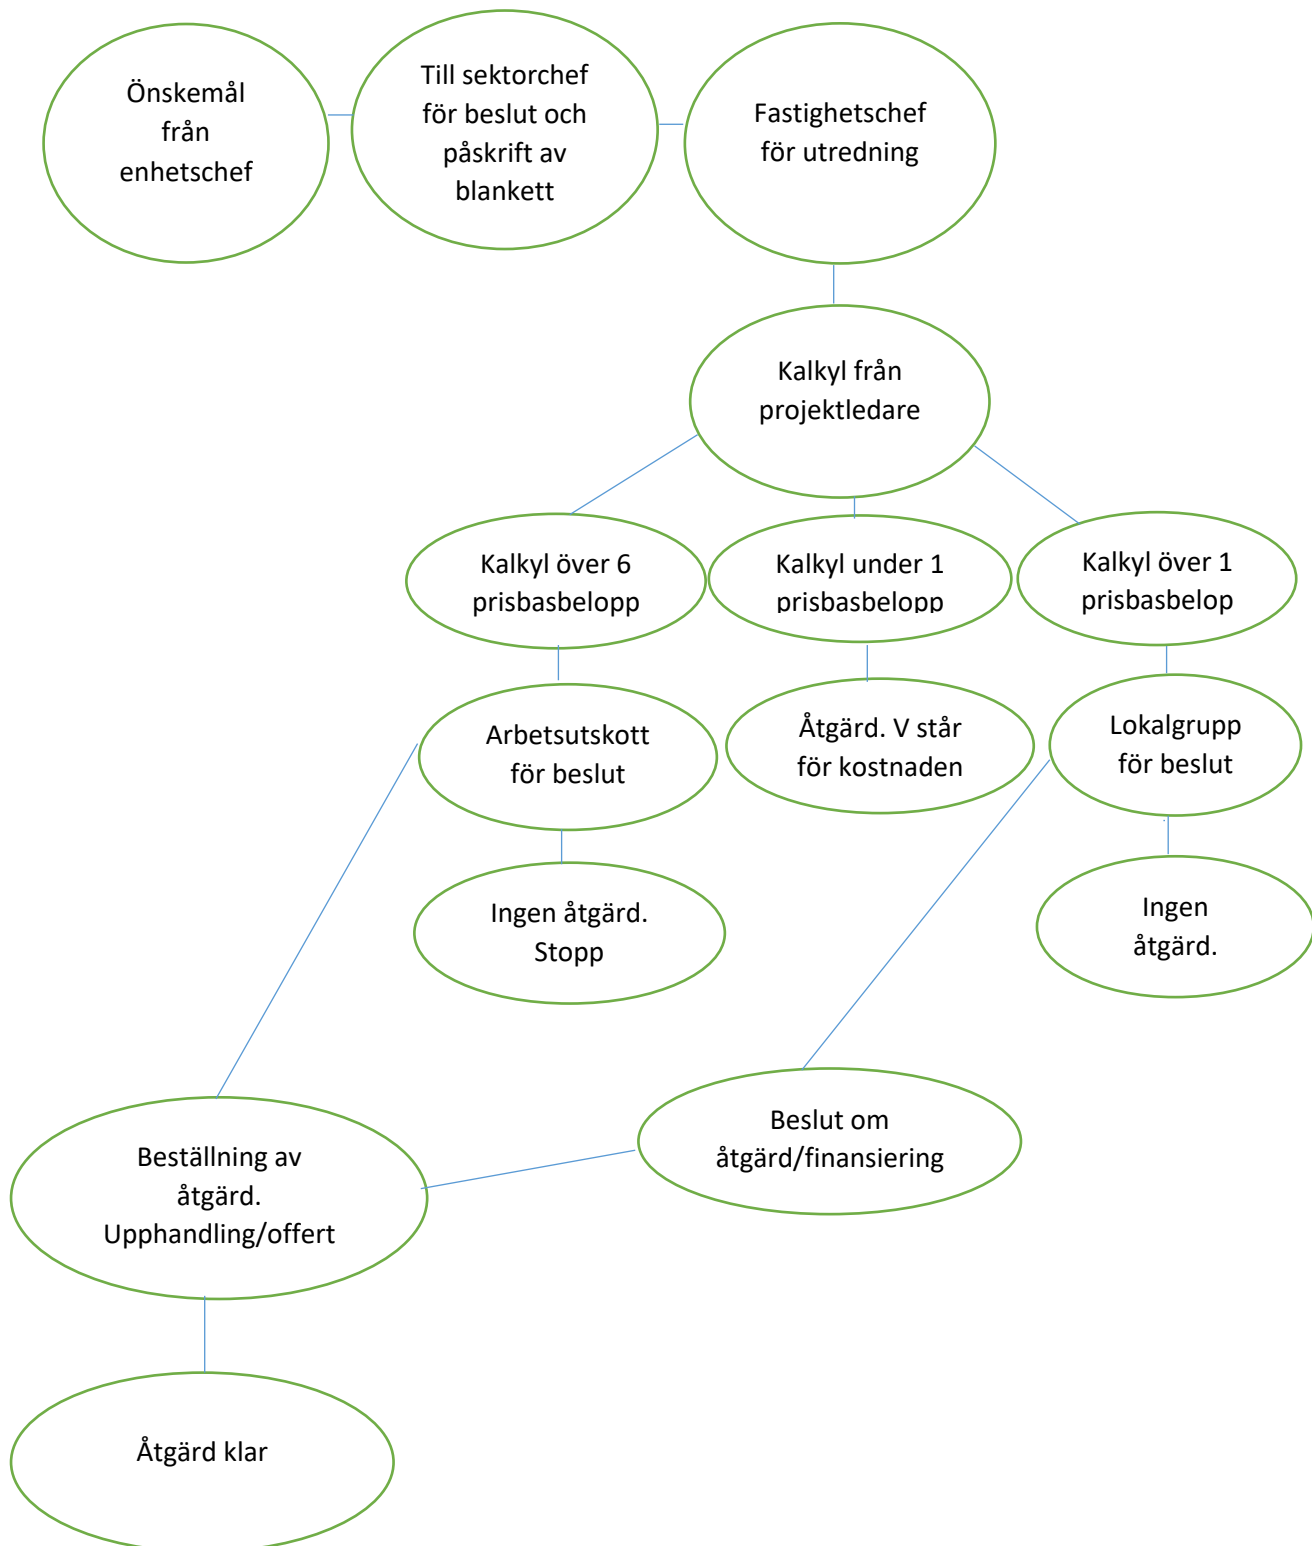 Önskemål
från
enhetschef
Till sektorchef
för beslut och
påskrift av
blankett
Fastighetschef
för utredning
Kalkyl från
projektledare
Kalkyl över 6
prisbasbelopp
Kalkyl under 1
prisbasbelopp
Kalkyl över 1
prisbasbelop
Arbetsutskott
för beslut
Åtgärd. V står
för kostnaden
Lokalgrupp
för beslut
Ingen åtgärd.
Stopp
Ingen
åtgärd.
Beslut om
åtgärd/finansiering
Beställning av
åtgärd.
Upphandling/offert
Åtgärd klar